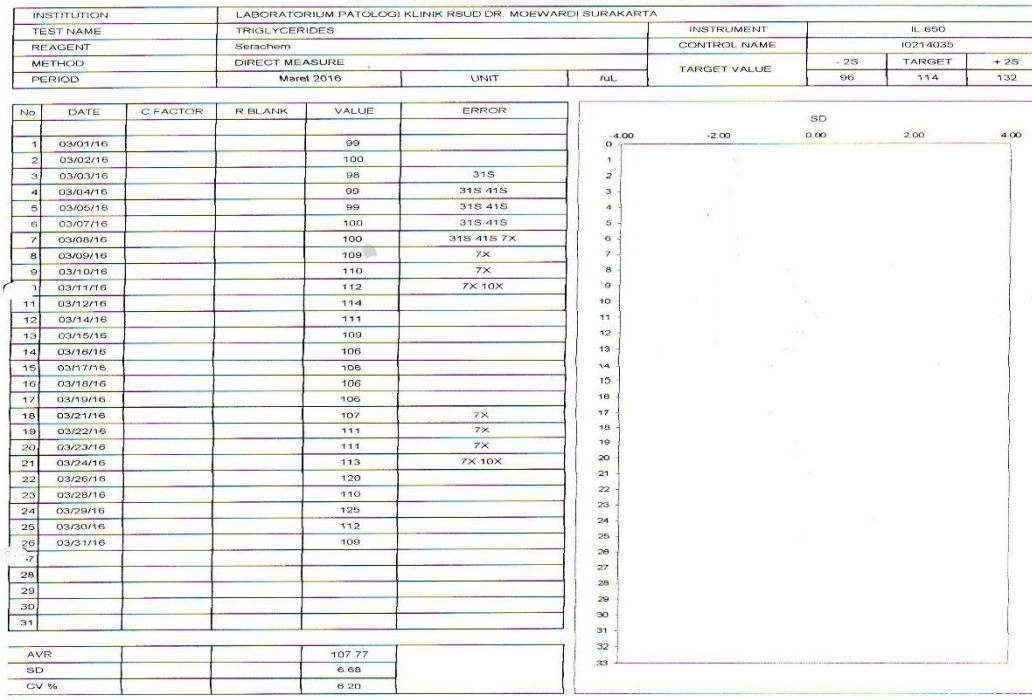 INSTITUTION LABORATORIUM PATOLOGI KLINIK RSUD DR. MOEWARDI SURAKARTA
TEST NAME TRIGLYCERIDES INSTRUMENT IL 650
REAGENT Serachem CONTROL NAME I0214035
METHOD DIRECT MEASURE TARGET VALUE - 2S TARGET + 2S
PERIOD Maret 2016 UNIT /uL 96 114 132
No. DATE C.FACTOR R.BLANK VALUE ERROR
1 03/01/16 99
2 03/02/16 100
3 03/03/16 98 31S
4 03/04/16 99 31S 41S
5 03/05/16 99 31S 41S
6 03/07/16 100 31S 41S
7 03/08/16 100 31S 41S 7X
8 03/09/16 109 7X
9 03/10/16 110 7X
03/11/16 112 7X 10X
11 03/12/16 114
12 03/14/16 111
13 03/15/16 109
14 03/16/16 106
15 03/17/16 106
16 03/18/16 106
17 03/19/16 106
18 03/21/16 107 7X
19 03/22/16 111 7X
20 03/23/16 111 7X
21 03/24/16 113 7X 10X
22 03/26/16 120
23 03/28/16 110
24 03/29/16 125
25 03/30/16 112
26 03/31/16 109
28
29
30
31
AVR 107.77
SD 6.68
CV % 6.20
SD
-4.00 -2.00 0.00 2.00 4.00
0
1
2
3
4
5
6
7
8
9
10
11
12
13
14
15
16
17
18
19
20
21
22
23
24
25
26
27
28
29
30
31
32
33